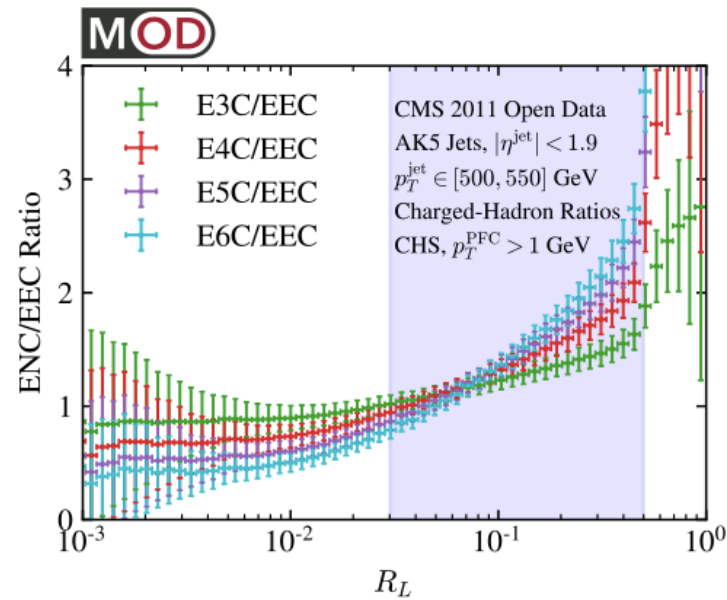 MOD
4
3
2
1
0
ENC/EEC Ratio
E3C/EEC
E4C/EEC
E5C/EEC
E6C/EEC
CMS 2011 Open Data
AK5 Jets, |η^jet| < 1.9
p_T^jet ∈ [500, 550] GeV
Charged-Hadron Ratios
CHS, p_T^PFC > 1 GeV
10^-3 10^-2 10^-1 10^0
R_L